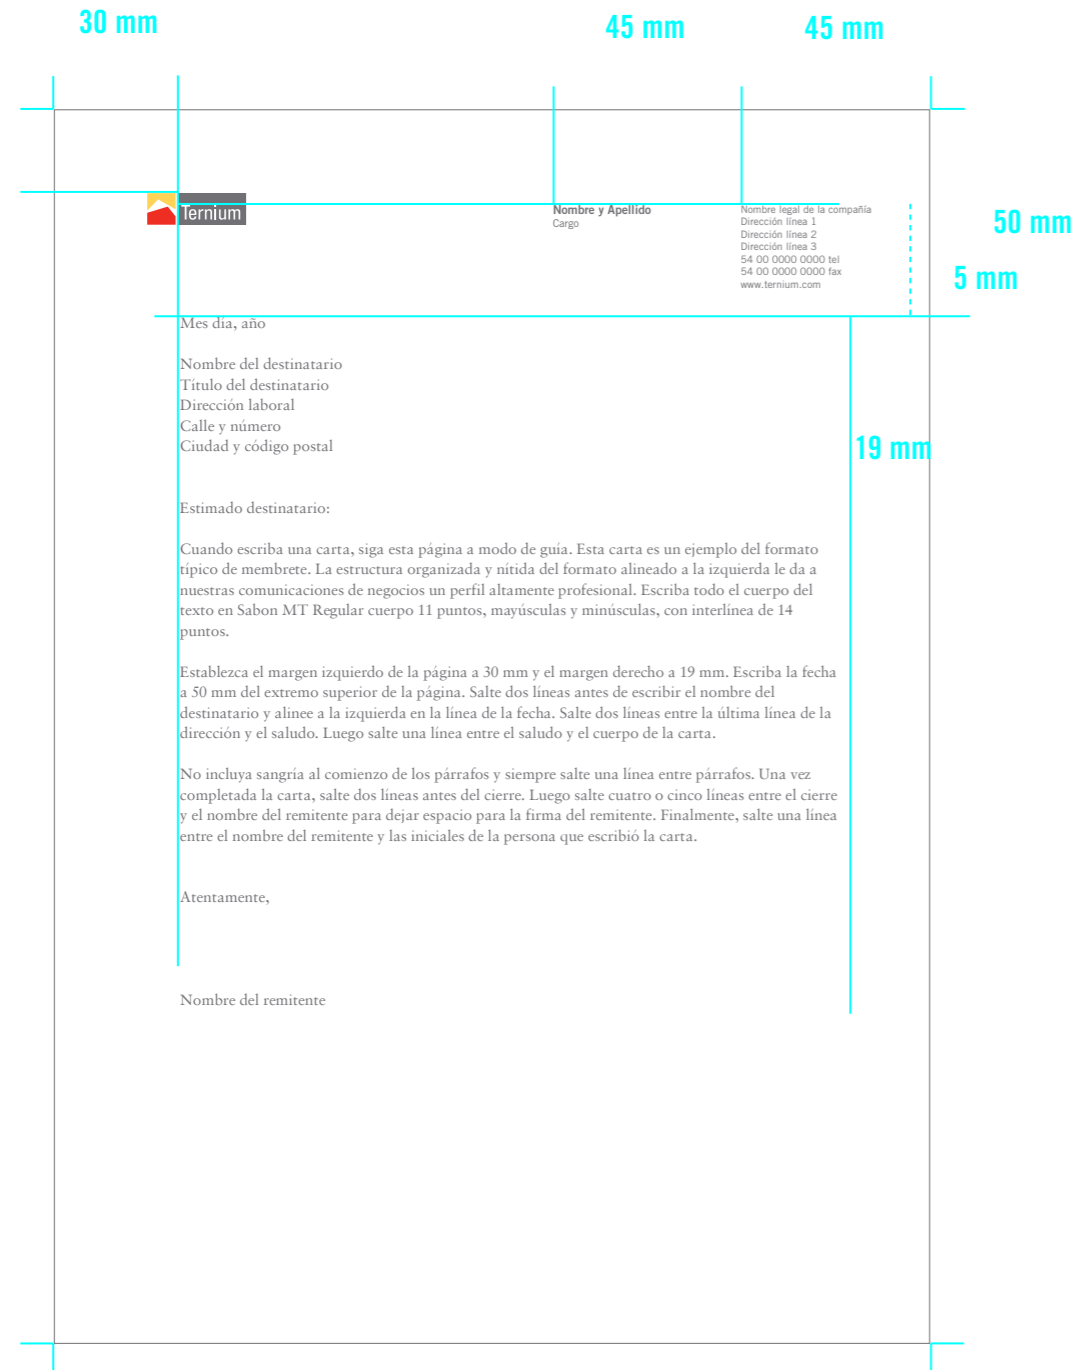 30 mm
45 mm
45 mm
Ternium
Nombre y Apellido
Cargo
Nombre legal de la compañía
Dirección línea 1
Dirección línea 2
Dirección línea 3
54 00 0000 0000 tel
54 00 0000 0000 fax
www.ternium.com
50 mm
5 mm
Mes dia, año
Nombre del destinatario
Título del destinatario
Dirección laboral
Calle y número
Ciudad y código postal
19 mm
Estimado destinatario:
Cuando escriba una carta, siga esta página a modo de guía. Esta carta es un ejemplo del formato
típico de membrete. La estructura organizada y nítida del formato alineado a la izquierda le da a
nuestras comunicaciones de negocios un perfil altamente profesional. Escriba todo el cuerpo del
texto en Sabon MT Regular cuerpo 11 puntos, mayúsculas y minúsculas, con interlínea de 14
puntos.
Establezca el margen izquierdo de la página a 30 mm y el margen derecho a 19 mm. Escriba la fecha
a 50 mm del extremo superior de la página. Salte dos líneas antes de escribir el nombre del
destinatario y alinee a la izquierda en la línea de la fecha. Salte dos líneas entre la última línea de la
dirección y el saludo. Luego salte una línea entre el saludo y el cuerpo de la carta.
No incluya sangría al comienzo de los párrafos y siempre salte una línea entre párrafos. Una vez
completada la carta, salte dos líneas antes del cierre. Luego salte cuatro o cinco líneas entre el cierre
y el nombre del remitente para dejar espacio para la firma del remitente. Finalmente, salte una línea
entre el nombre del remitente y las iniciales de la persona que escribió la carta.
Atentamente,
Nombre del remitente